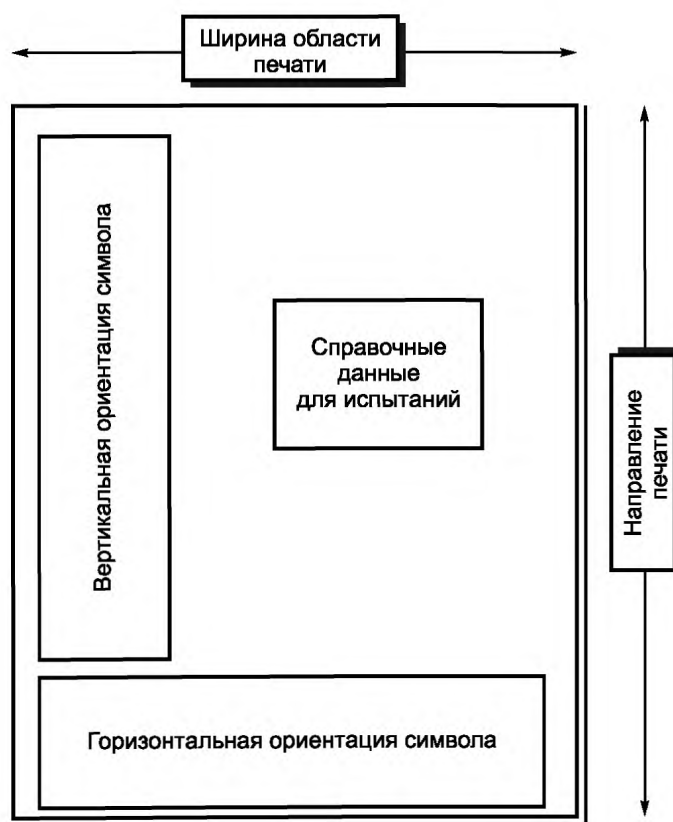 Ширина области
печати
Вертикальная ориентация символа
Справочные
данные
для испытаний
Направление
печати
Горизонтальная ориентация символа